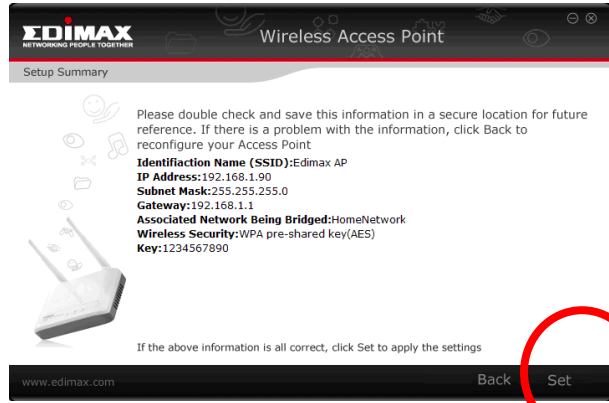 EDIMAX
NETWORKING PEOPLE TOGETHER
Wireless Access Point
Setup Summary
Please double check and save this information in a secure location for future
reference. If there is a problem with the information, click Back to
reconfigure your Access Point
Identifiaction Name (SSID):Edimax AP
IP Address:192.168.1.90
Subnet Mask:255.255.255.0
Gateway:192.168.1.1
Associated Network Being Bridged:HomeNetwork
Wireless Security:WPA pre-shared key(AES)
Key:1234567890
If the above information is all correct, click Set to apply the settings
www.edimax.com
Back
Set